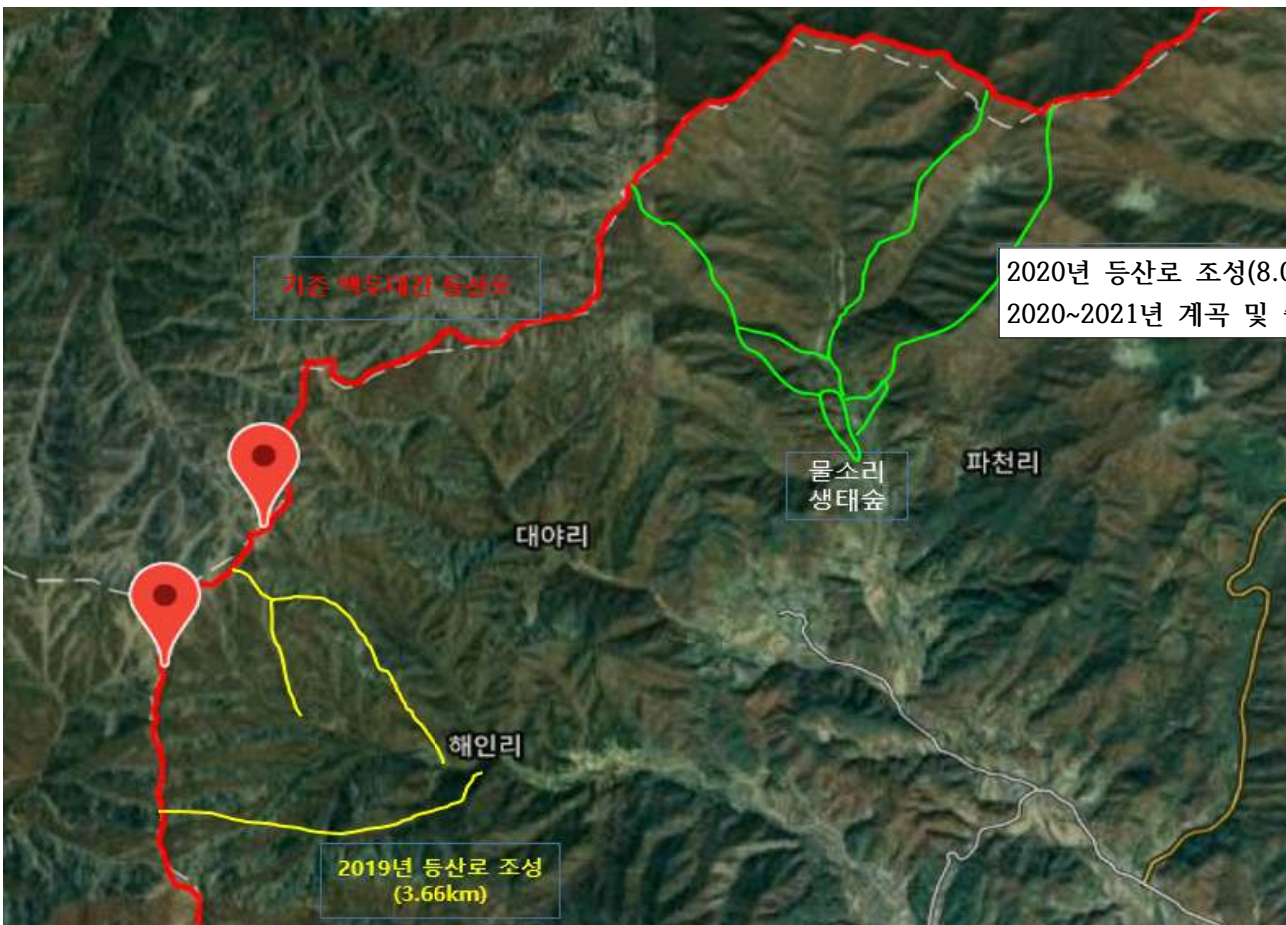 기존 백두대간 등산로
2020년 등산로 조성(8.0
2020~2021년 계곡 및
물소리
생태숲
파천리
대야리
해인리
2019년 등산로 조성
(3.66km)